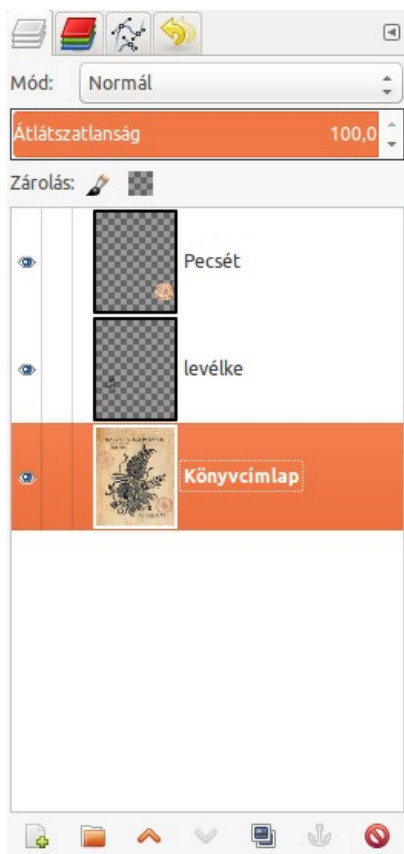 Mód: Normál
Átlátszatlanság 100,0
Zárolás:
Pecsét
levélke
Könyvcímlap